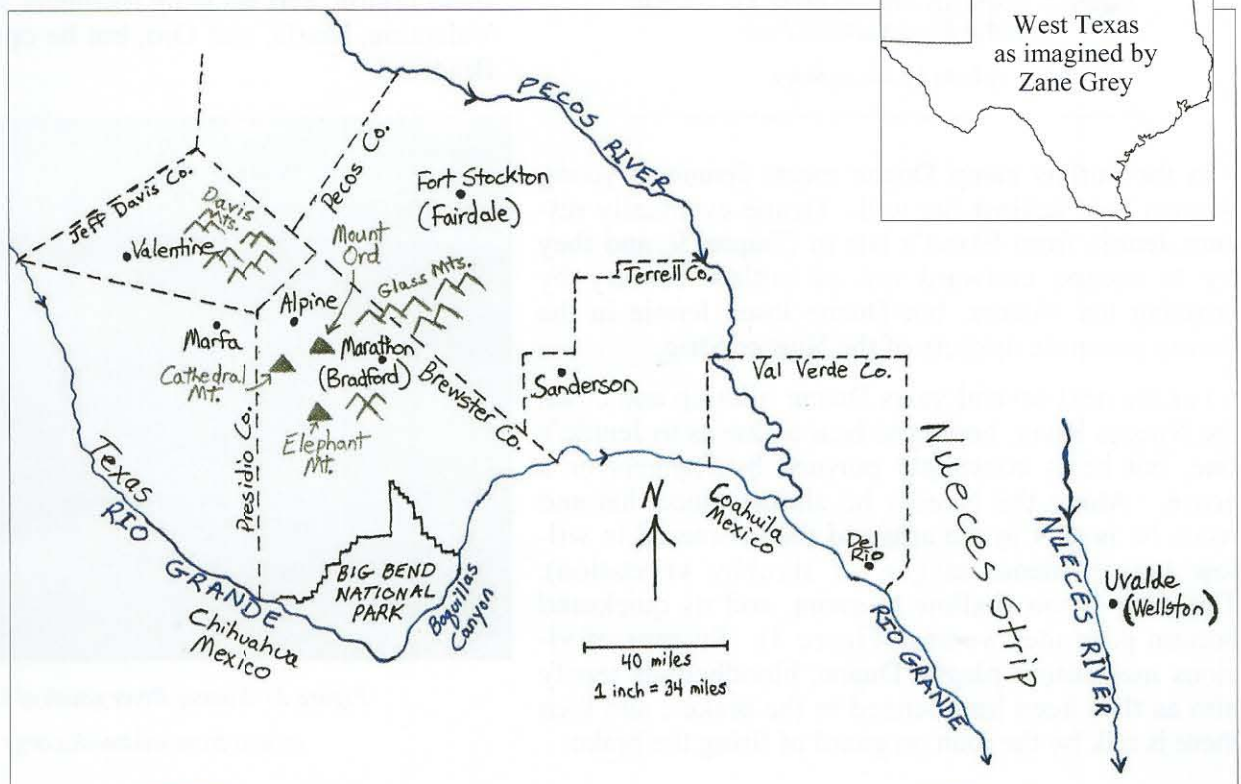 West Texas
as imagined by
Zane Grey
PECOS RIVER
Pecos Co.
Fort Stockton
(Fairdale)
Jeff Davis Co.
Davis
Mts.
Valentine
Mount
Ord
Glass Mts.
Terrell Co.
Alpine
Marfa
Marathon
(Bradford)
Cathedral
Mt.
Brewster Co.
Sanderson
Val Verde Co.
Elephant
Mt.
Presidio Co.
Texas
RIO
GRANDE
Chihuahua
Mexico
BIG BEND
NATIONAL
PARK
Boquillas
Canyon
N
Coahuila
Mexico
Del
Rio
Nueces Strip
NUECES RIVER
Uvalde
(Wellston)
RIO GRANDE
40 miles
1 inch = 34 miles